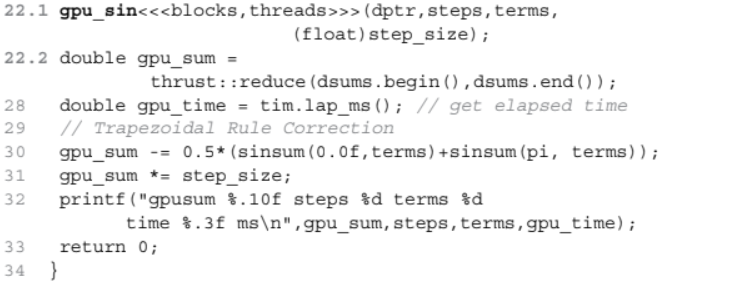 22.1 gpu_sin<<<blocks,threads>>>(dptr,steps,terms,
(float)step_size);
22.2 double gpu_sum =
thrust::reduce(dsums.begin(),dsums.end());
28 double gpu_time = tim.lap_ms(); // get elapsed time
29 // Trapezoidal Rule Correction
30 gpu_sum -= 0.5*(sinsum(0.0f,terms)+sinsum(pi, terms));
31 gpu_sum *= step_size;
32 printf("gpusum %.10f steps %d terms %d
time %.3f ms\n",gpu_sum,steps,terms,gpu_time);
33 return 0;
34 }